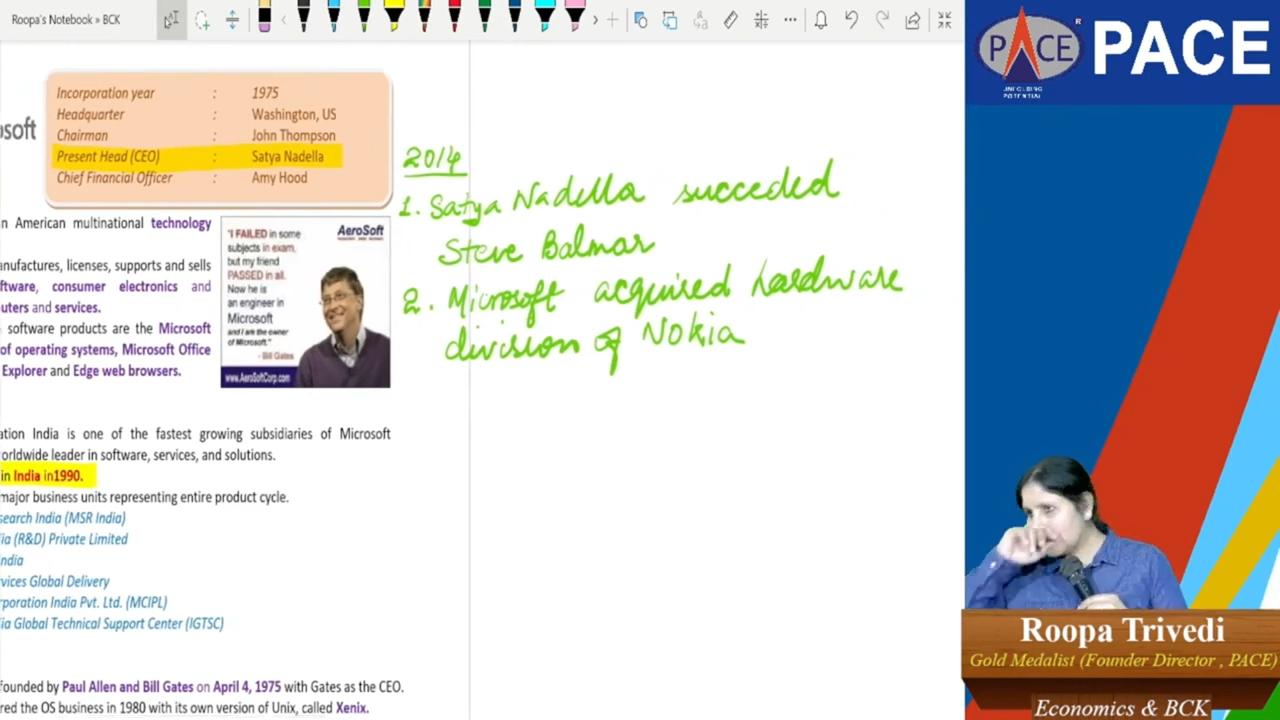 Roopa's Notebook » BCK
PACE
UNFOLDING
POTENTIAL
PACE
osoft
Incorporation year : 1975
Headquarter : Washington, US
Chairman : John Thompson
Present Head (CEO) : Satya Nadella
Chief Financial Officer : Amy Hood
n American multinational technology
anufactures, licenses, supports and sells
ftware, consumer electronics and
uters and services.
software products are the Microsoft
of operating systems, Microsoft Office
Explorer and Edge web browsers.
"I FAILED in some
subjects in exam,
but my friend
PASSED in all.
Now he is
an engineer in
Microsoft
and I am the owner
of Microsoft."
- Bill Gates
AeroSoft
www.AeroSoftCorp.com
2014
1. Satya Nadella succeded
Steve Balmar
2. Microsoft acquired hardware
division of Nokia
ation India is one of the fastest growing subsidiaries of Microsoft
orldwide leader in software, services, and solutions.
in India in1990.
major business units representing entire product cycle.
search India (MSR India)
ia (R&D) Private Limited
India
rvices Global Delivery
rporation India Pvt. Ltd. (MCIPL)
ia Global Technical Support Center (IGTSC)
founded by Paul Allen and Bill Gates on April 4, 1975 with Gates as the CEO.
red the OS business in 1980 with its own version of Unix, called Xenix.
Roopa Trivedi
Gold Medalist (Founder Director , PACE)
Economics & BCK